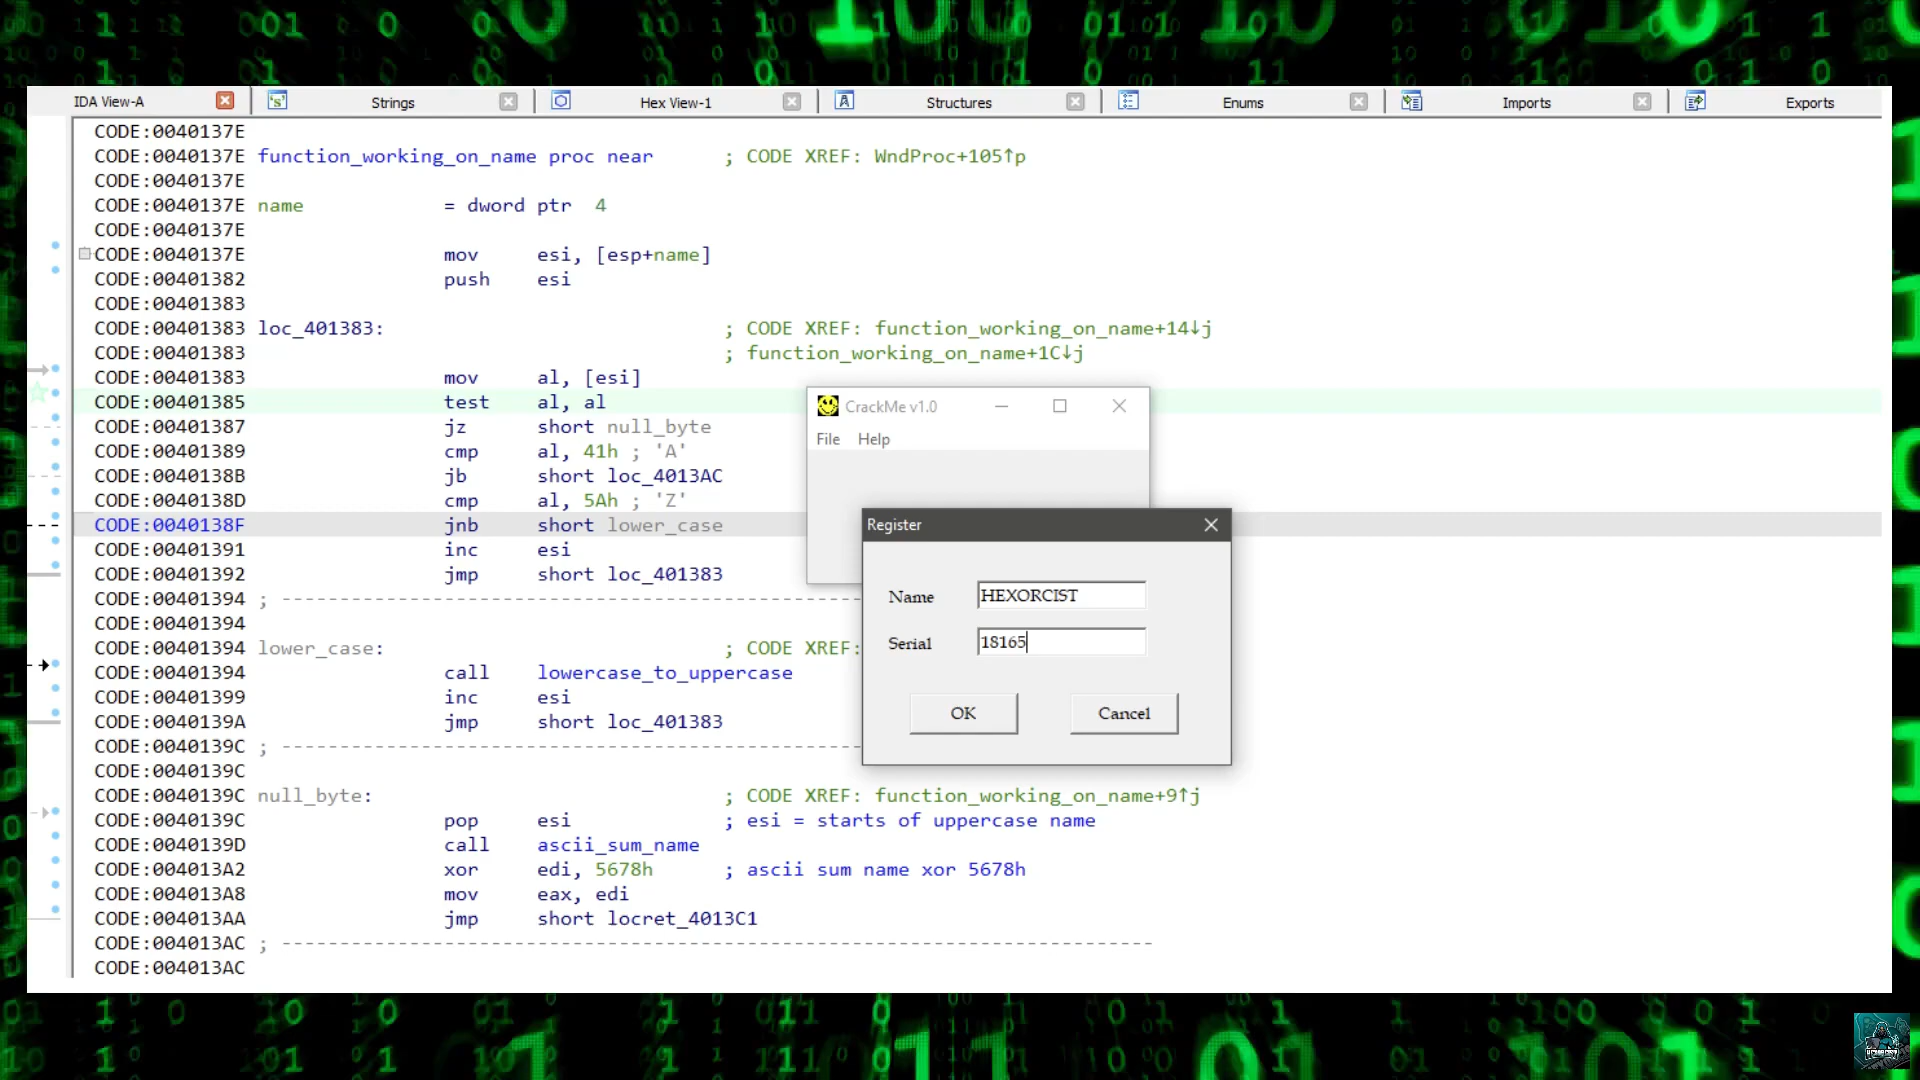 IDA View-A Strings Hex View-1 Structures Enums Imports Exports
CODE:0040137E
CODE:0040137E function_working_on_name proc near ; CODE XREF: WndProc+105↑p
CODE:0040137E
CODE:0040137E name = dword ptr 4
CODE:0040137E
CODE:0040137E mov esi, [esp+name]
CODE:00401382 push esi
CODE:00401383
CODE:00401383 loc_401383: ; CODE XREF: function_working_on_name+14↓j
CODE:00401383 ; function_working_on_name+1C↓j
CODE:00401383 mov al, [esi]
CODE:00401385 test al, al
CODE:00401387 jz short null_byte
CODE:00401389 cmp al, 41h ; 'A'
CODE:0040138B jb short loc_4013AC
CODE:0040138D cmp al, 5Ah ; 'Z'
CODE:0040138F jnb short lower_case
CODE:00401391 inc esi
CODE:00401392 jmp short loc_401383
CODE:00401394 ; ---------------------------------------------------------------------------
CODE:00401394
CODE:00401394 lower_case: ; CODE XREF:
CODE:00401394 call lowercase_to_uppercase
CODE:00401399 inc esi
CODE:0040139A jmp short loc_401383
CODE:0040139C ; ---------------------------------------------------------------------------
CODE:0040139C
CODE:0040139C null_byte: ; CODE XREF: function_working_on_name+9↑j
CODE:0040139C pop esi ; esi = starts of uppercase name
CODE:0040139D call ascii_sum_name
CODE:004013A2 xor edi, 5678h ; ascii sum name xor 5678h
CODE:004013A8 mov eax, edi
CODE:004013AA jmp short locret_4013C1
CODE:004013AC ; ---------------------------------------------------------------------------
CODE:004013AC
CrackMe v1.0
File Help
Register
Name HEXORCIST
Serial 18165
OK Cancel